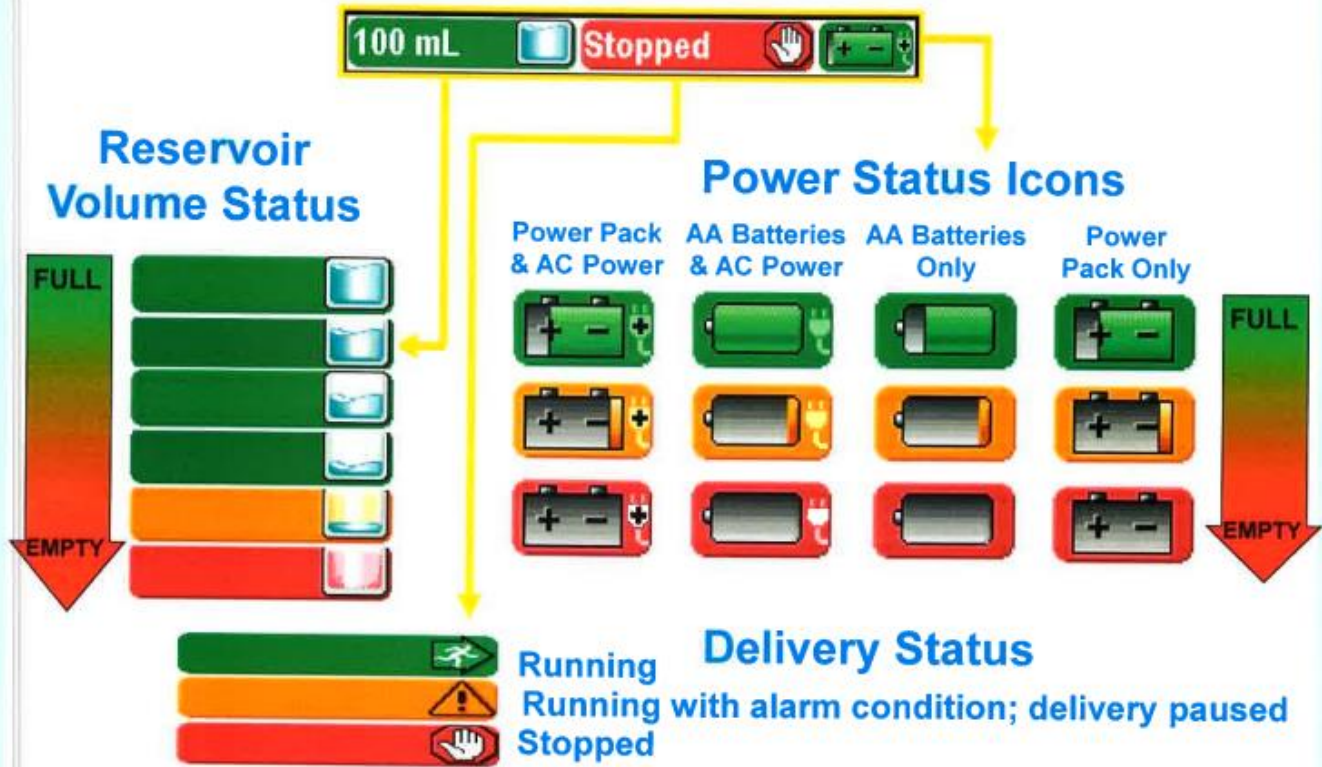 100 mL
Stopped
Reservoir
Volume Status
Power Status Icons
Power Pack
& AC Power
AA Batteries
& AC Power
AA Batteries
Only
Power
Pack Only
FULL
EMPTY
FULL
EMPTY
Delivery Status
Running
Running with alarm condition; delivery paused
Stopped